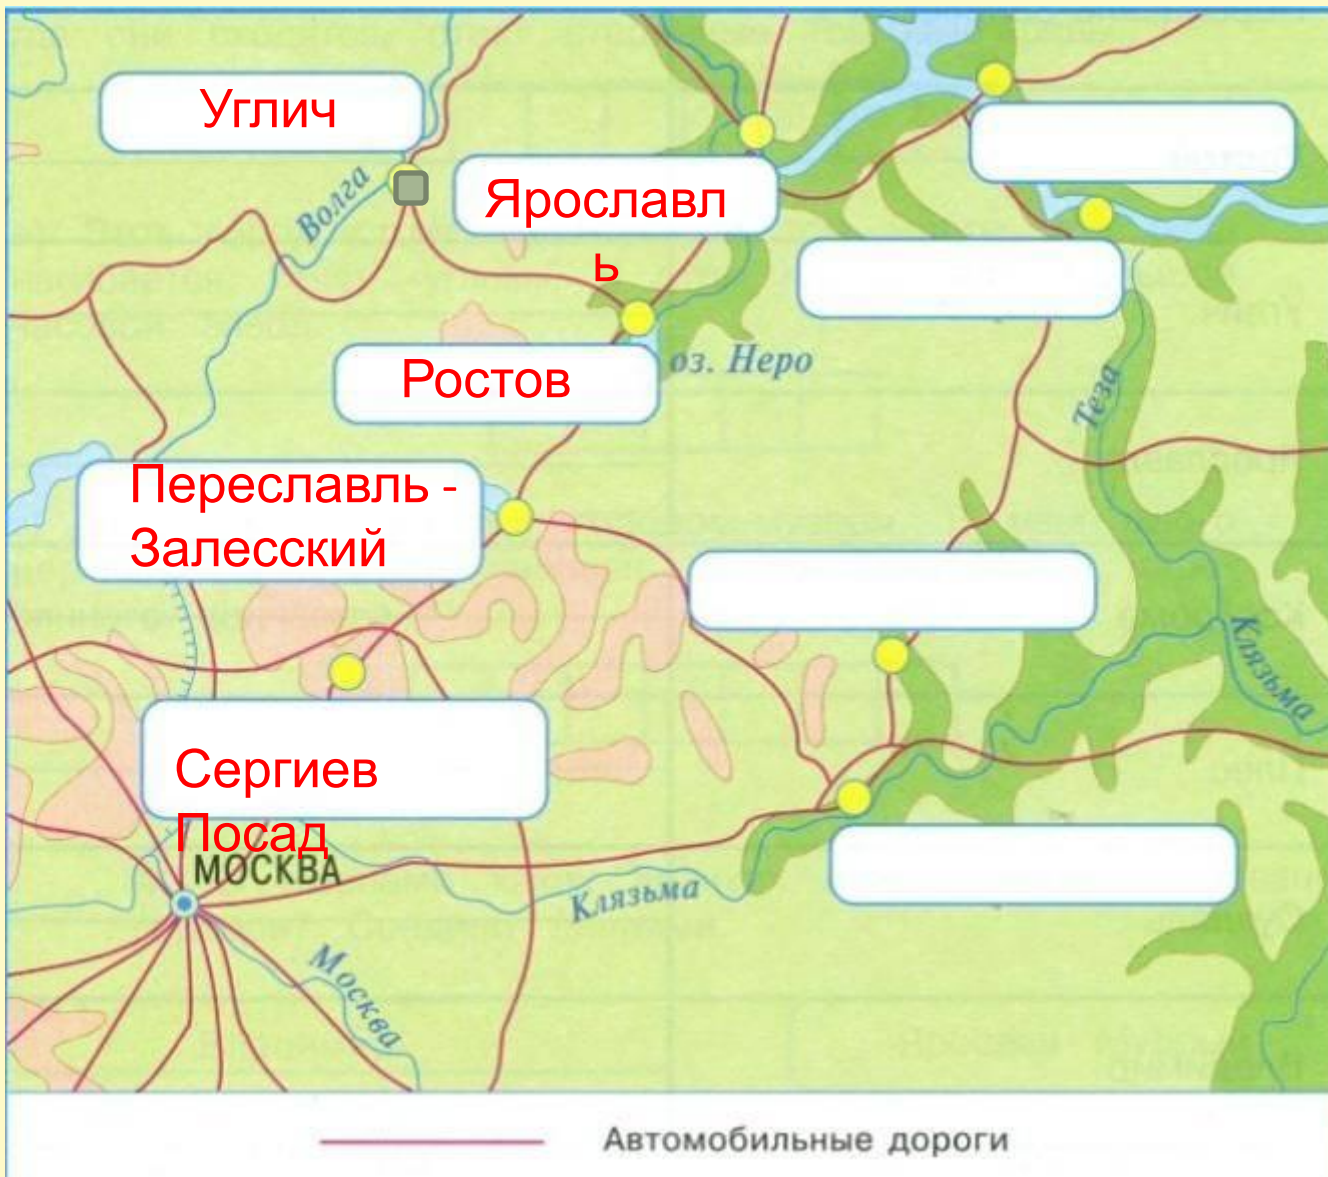 Углич
Волга
Ярославл
ь
оз. Неро
Ростов
Теза
Переславль -
Залесский
Клязьма
Сергиев
Посад
МОСКВА
Клязьма
Москва
Автомобильные дороги